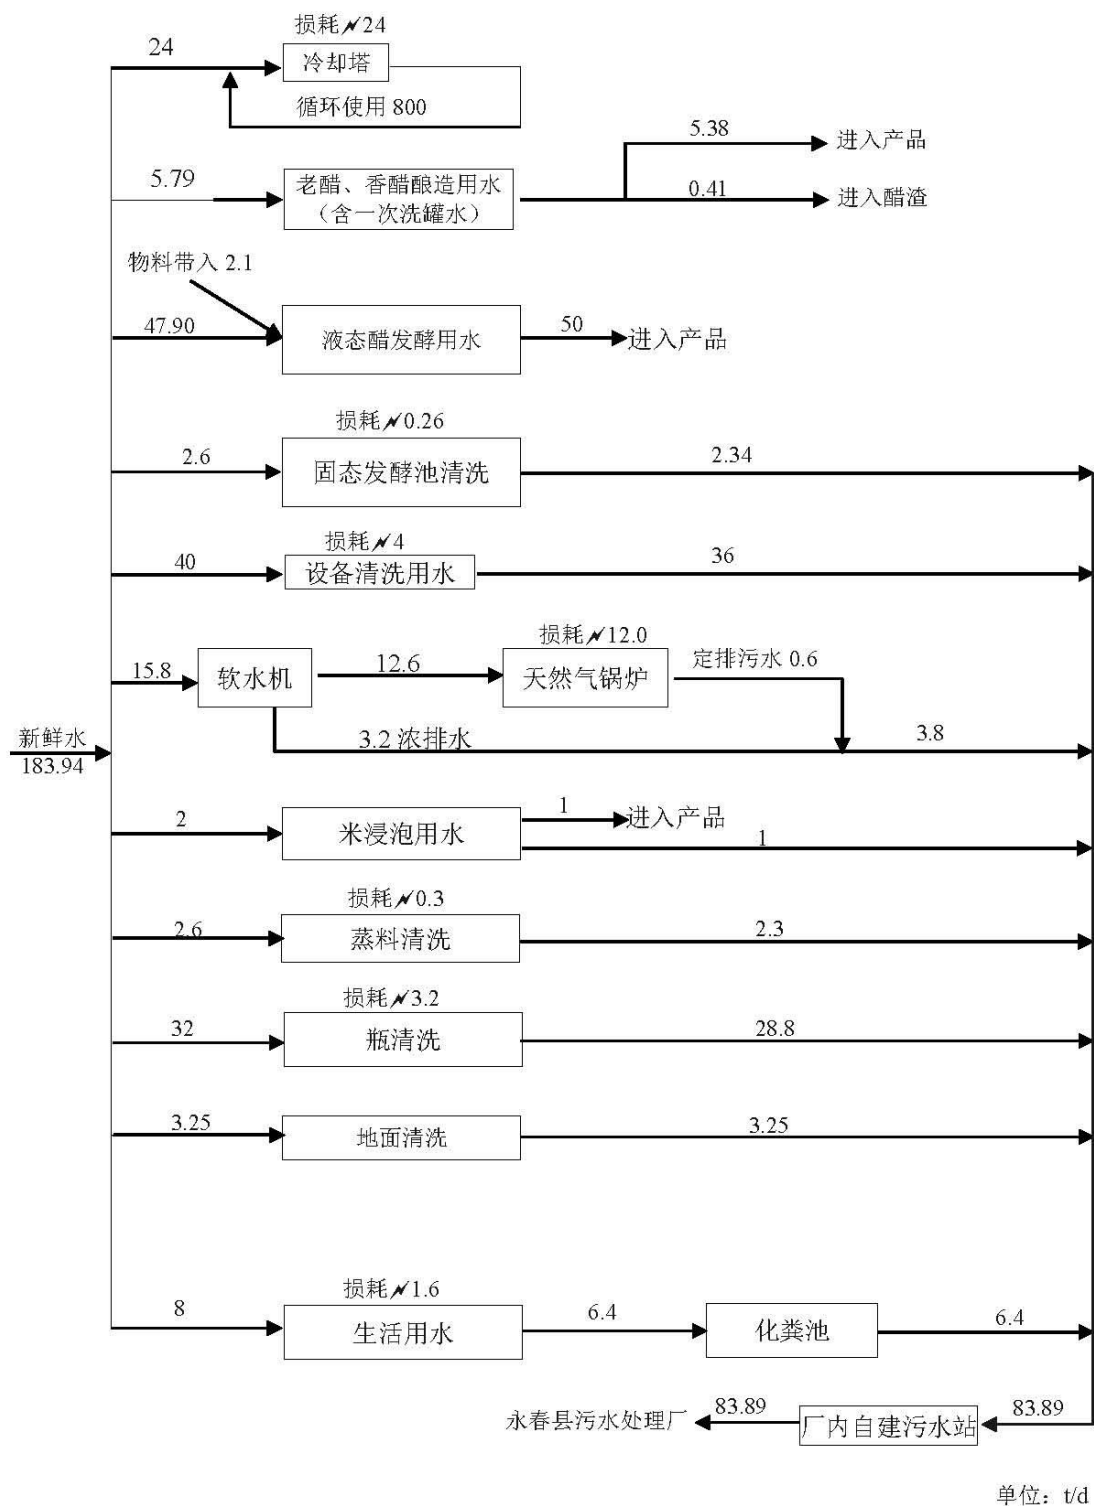 损耗 24
24
冷却塔
循环使用 800
5.38
进入产品
5.79
老醋、香醋酿造用水
（含一次洗罐水）
0.41
进入醋渣
物料带入 2.1
47.90
液态醋发酵用水
50
进入产品
损耗 0.26
2.6
固态发酵池清洗
2.34
损耗 4
40
设备清洗用水
36
损耗 12.0
15.8
软水机
12.6
天然气锅炉
定排污水 0.6
新鲜水
183.94
3.2 浓排水
3.8
2
米浸泡用水
1
进入产品
1
损耗 0.3
2.6
蒸料清洗
2.3
损耗 3.2
32
瓶清洗
28.8
3.25
地面清洗
3.25
损耗 1.6
8
生活用水
6.4
化粪池
6.4
永春县污水处理厂
83.89
厂内自建污水站
83.89
单位：t/d